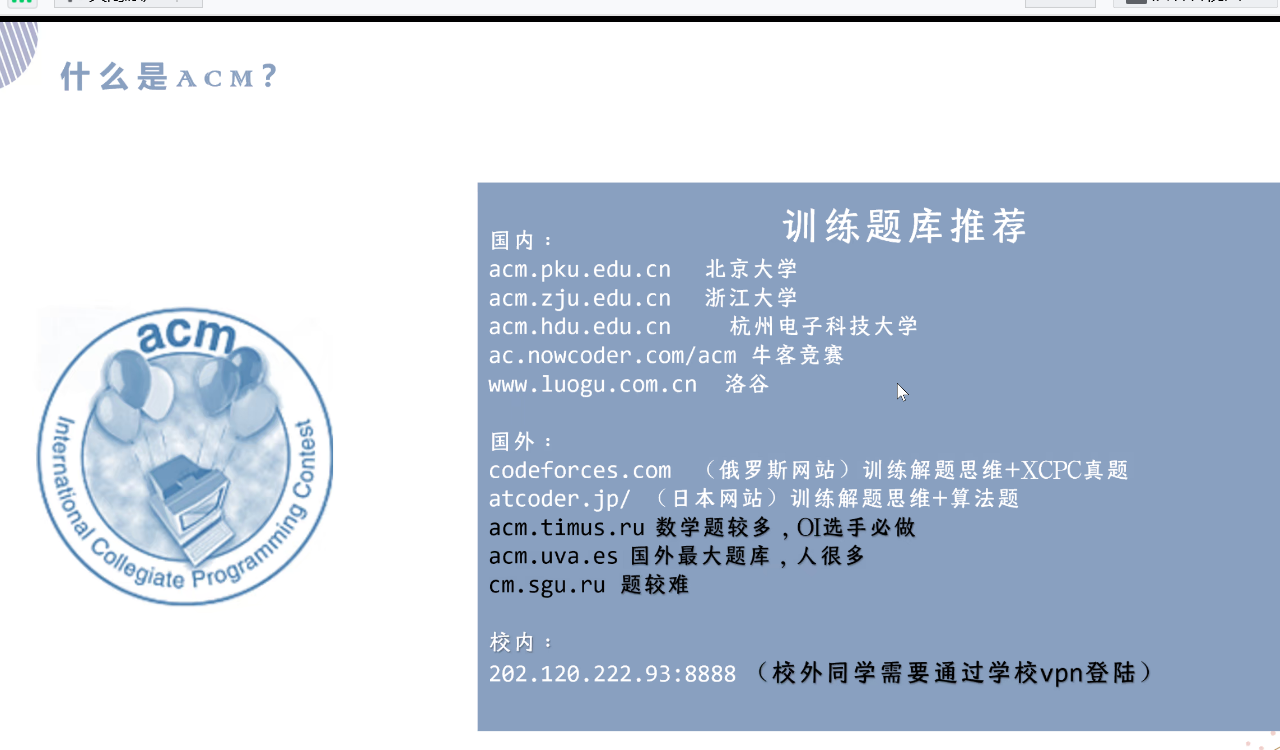 什么是ACM?
训练题库推荐
国内：
acm.pku.edu.cn 北京大学
acm.zju.edu.cn 浙江大学
acm.hdu.edu.cn 杭州电子科技大学
ac.nowcoder.com/acm 牛客竞赛
www.luogu.com.cn 洛谷
国外：
codeforces.com （俄罗斯网站）训练解题思维+XCPC真题
atcoder.jp/ （日本网站）训练解题思维+算法题
acm.timus.ru 数学题较多，OI选手必做
acm.uva.es 国外最大题库，人很多
cm.sgu.ru 题较难
校内：
202.120.222.93:8888 （校外同学需要通过学校vpn登陆）
acm
International Collegiate Programming Contest